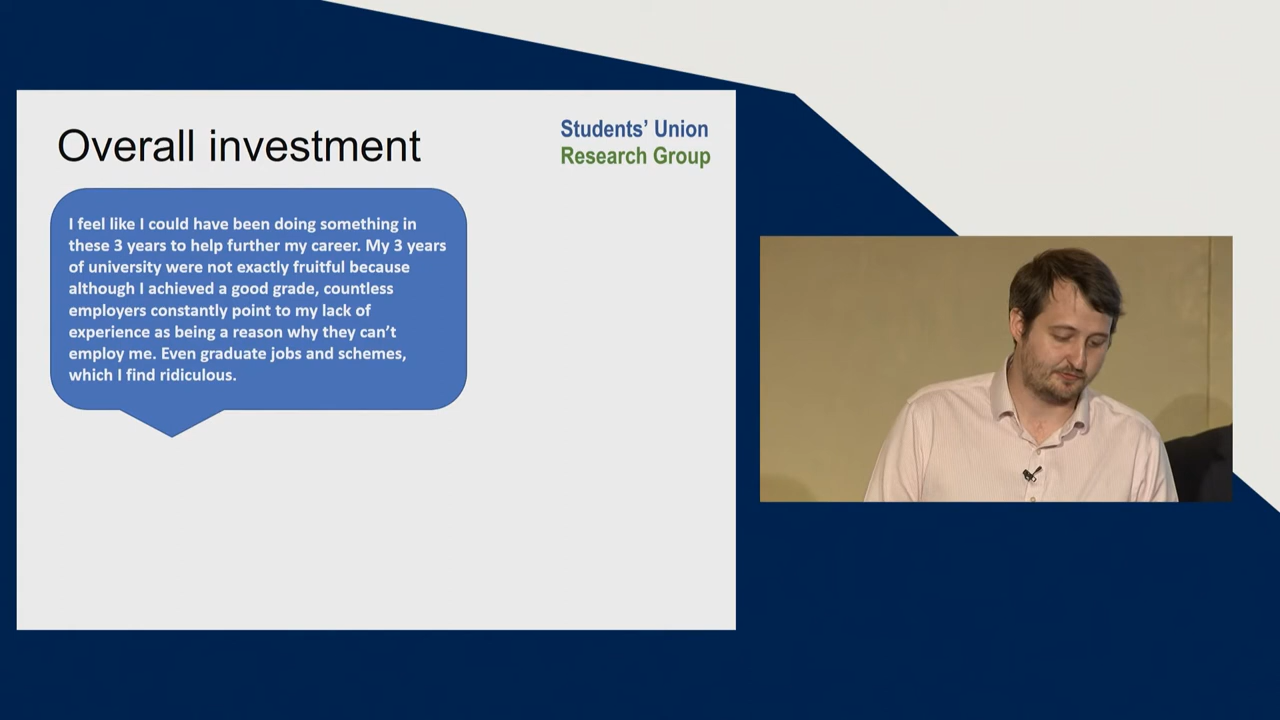 Overall investment
Students’ Union
Research Group
I feel like I could have been doing something in
these 3 years to help further my career. My 3 years
of university were not exactly fruitful because
although I achieved a good grade, countless
employers constantly point to my lack of
experience as being a reason why they can’t
employ me. Even graduate jobs and schemes,
which I find ridiculous.